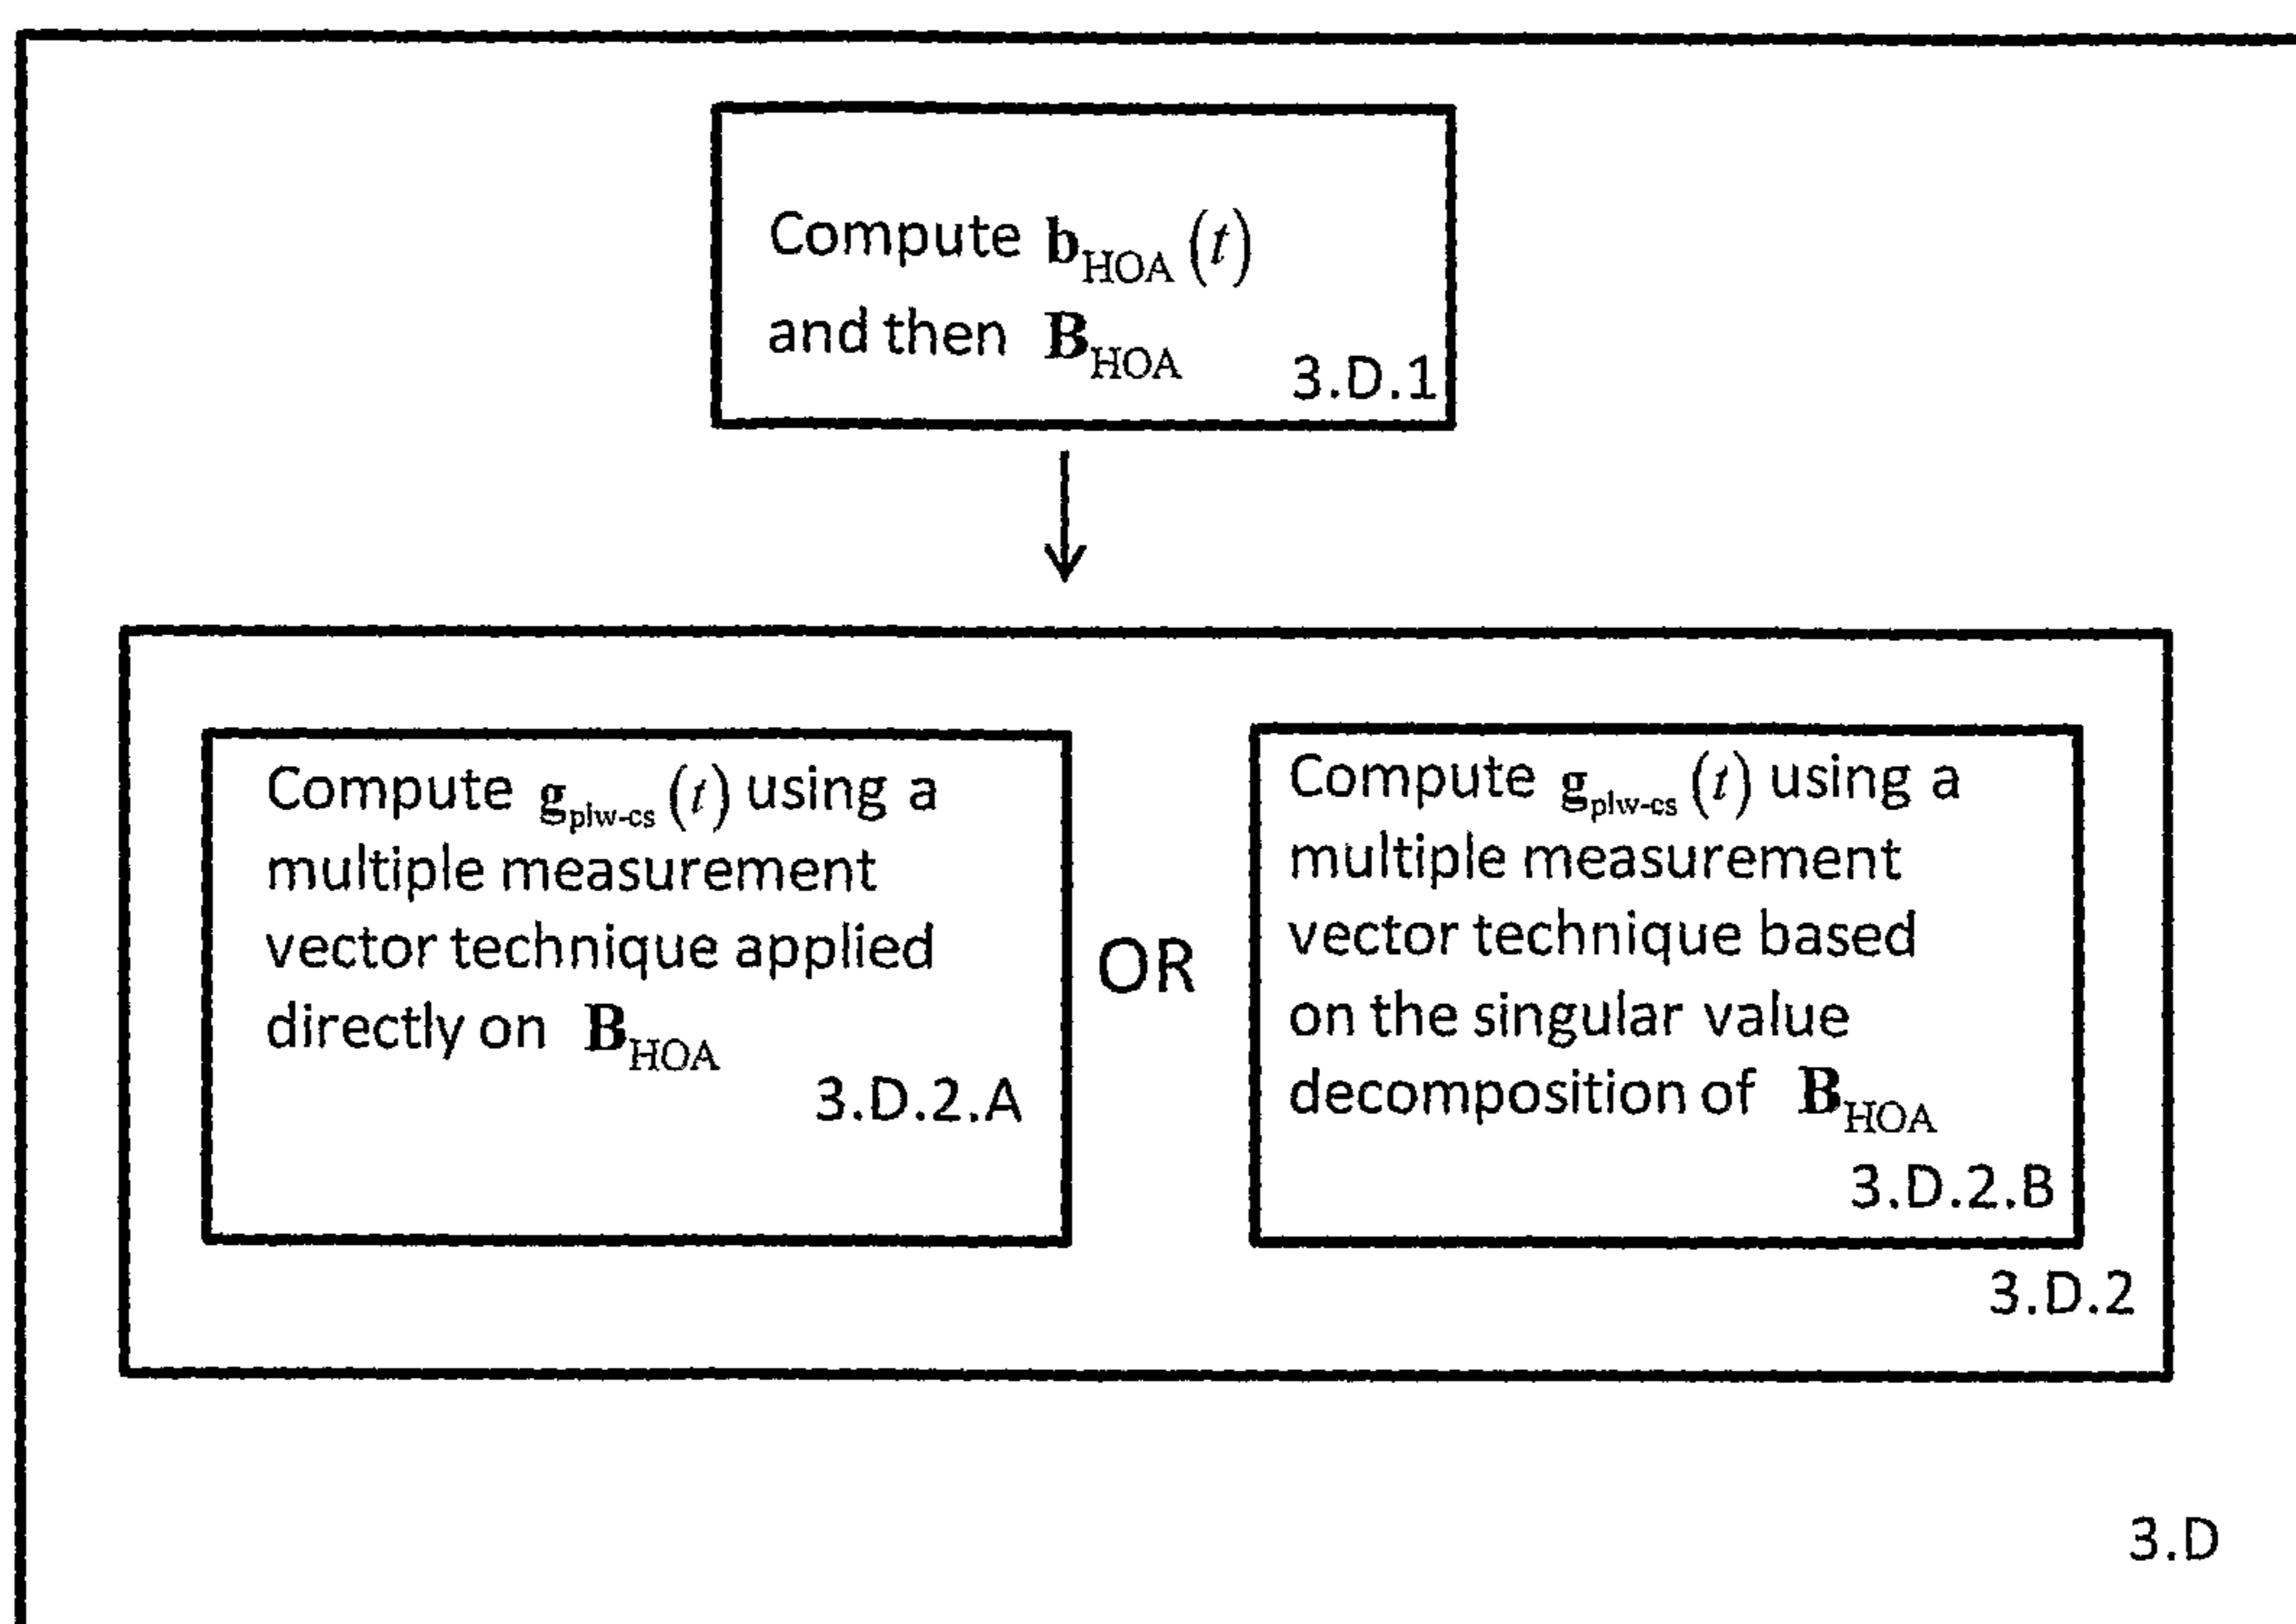 Compute b_HOA (t)
and then B_HOA
3.D.1
Compute g_plw-cs (t) using a
multiple measurement
vector technique applied
directly on B_HOA
3.D.2.A
OR
Compute g_plw-cs (t) using a
multiple measurement
vector technique based
on the singular value
decomposition of B_HOA
3.D.2.B
3.D.2
3.D